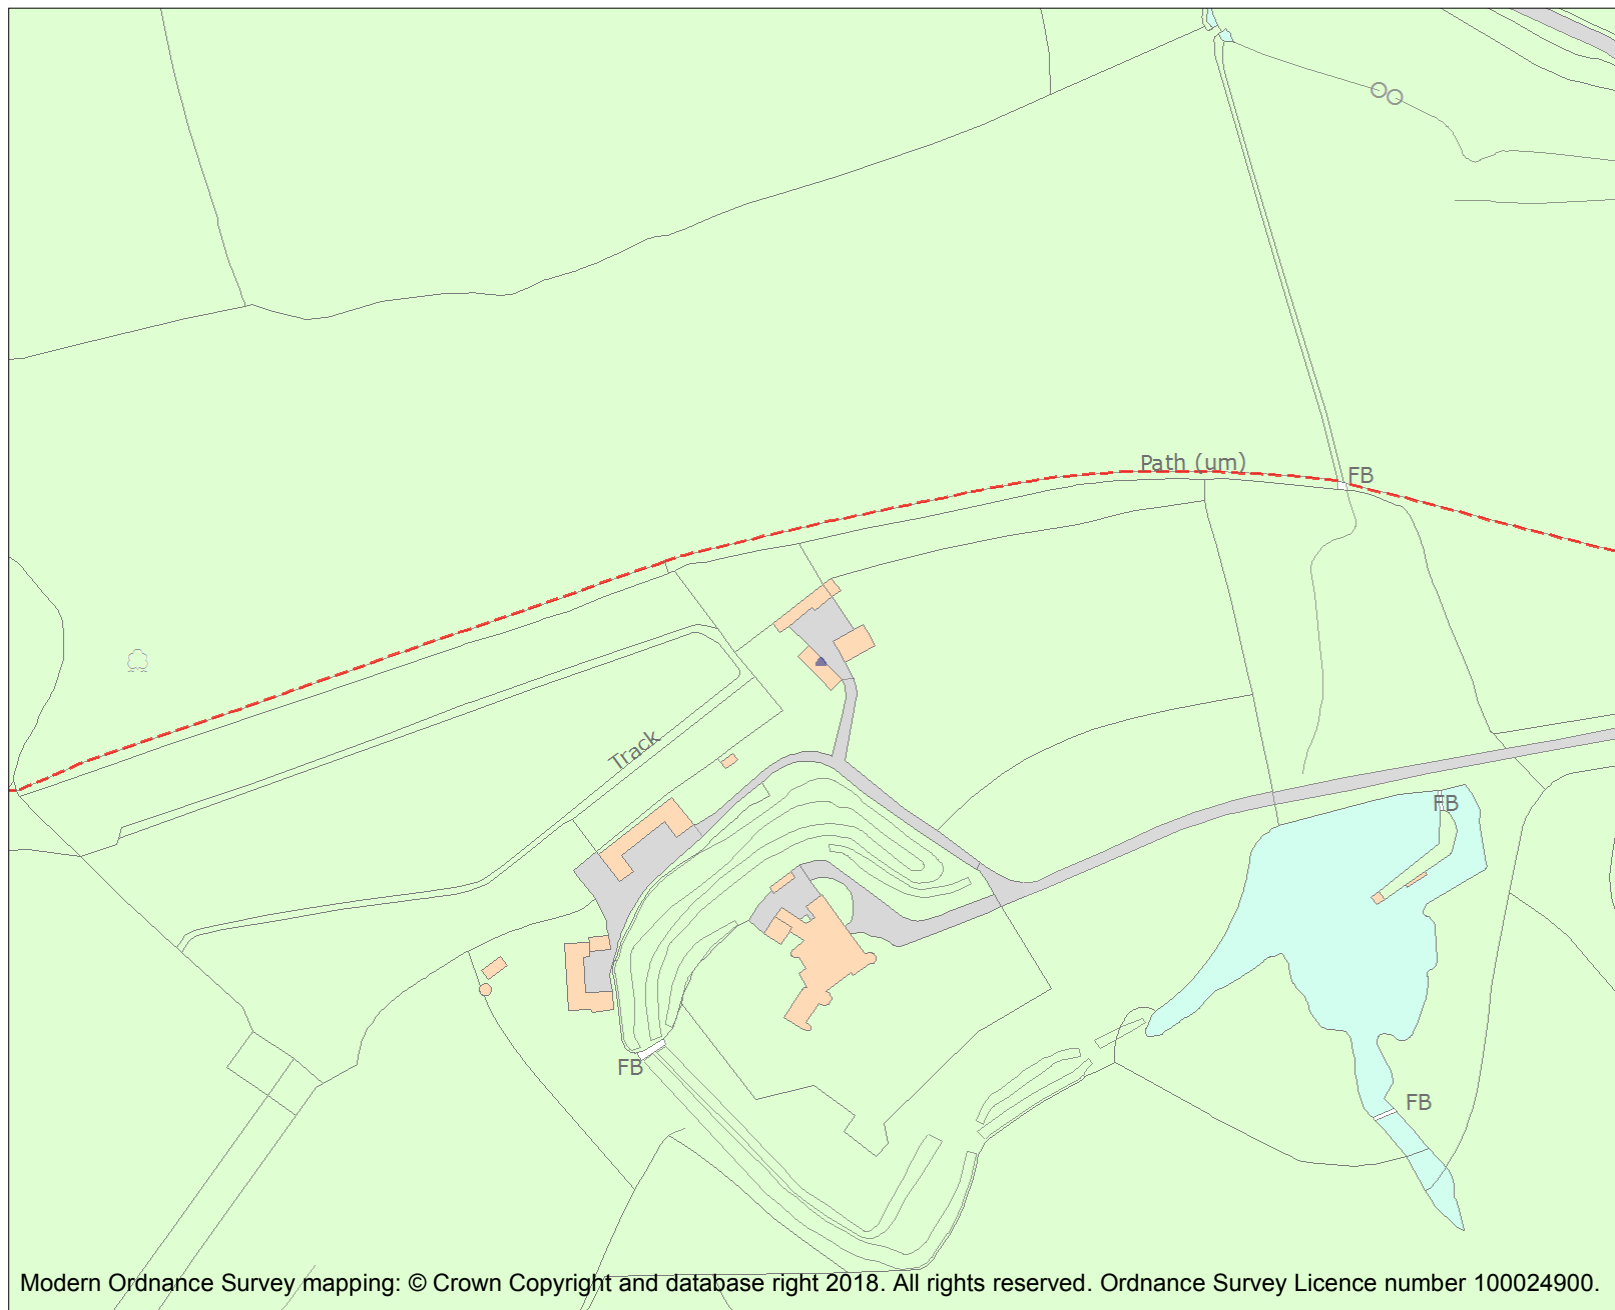 Path (um)
FB
Track
FB
FB
FB
Modern Ordnance Survey mapping: © Crown Copyright and database right 2018. All rights reserved. Ordnance Survey Licence number 100024900.